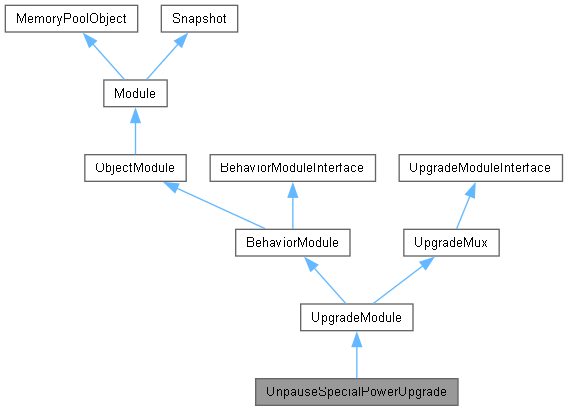 MemoryPoolObject
Snapshot
Module
ObjectModule
BehaviorModuleInterface
UpgradeModuleInterface
BehaviorModule
UpgradeMux
UpgradeModule
UnpauseSpecialPowerUpgrade